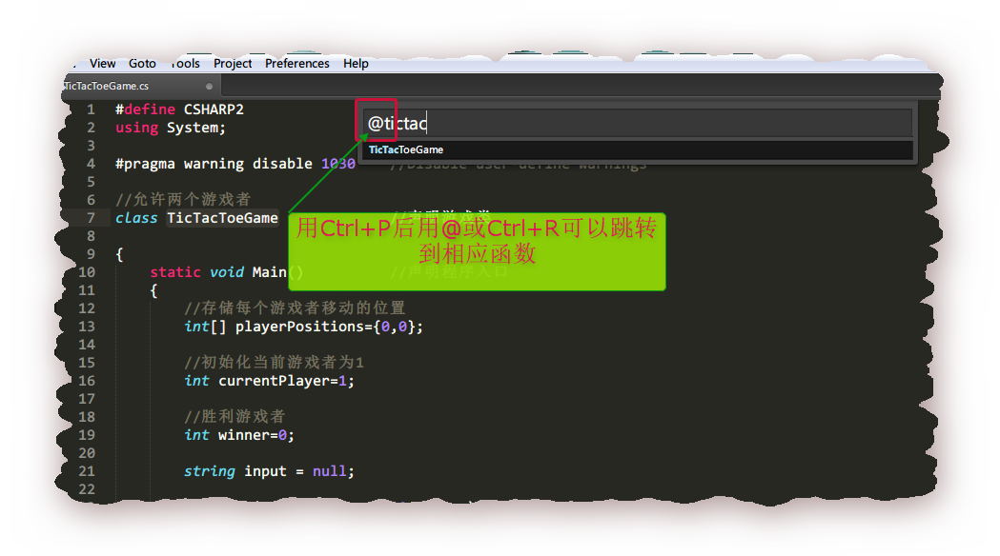 View Goto Tools Project Preferences Help
TicTacToeGame.cs
1 #define CSHARP2
2 using System;
3
4 #pragma warning disable 1030 //Disable user-define warnings
5
6 //允许两个游戏者
7 class TicTacToeGame //声明游戏类
8
9 {
10 static void Main() //声明程序入口
11 {
12 //存储每个游戏者移动的位置
13 int[] playerPositions={0,0};
14
15 //初始化当前游戏者为1
16 int currentPlayer=1;
17
18 //胜利游戏者
19 int winner=0;
20
21 string input = null;
22
@tictac
TicTacToeGame
用Ctrl+P后用@或Ctrl+R可以跳转
到相应函数